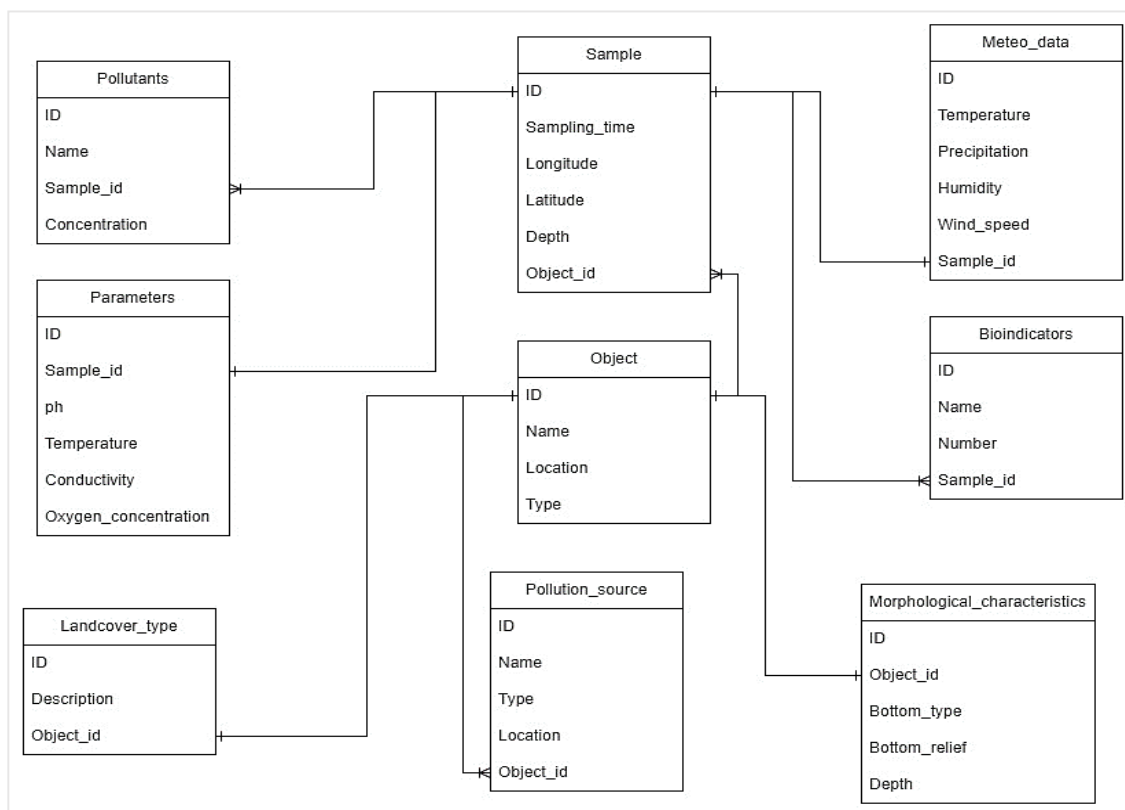 Pollutants
ID
Name
Sample_id
Concentration
Parameters
ID
Sample_id
ph
Temperature
Conductivity
Oxygen_concentration
Landcover_type
ID
Description
Object_id
Sample
ID
Sampling_time
Longitude
Latitude
Depth
Object_id
Object
ID
Name
Location
Type
Pollution_source
ID
Name
Type
Location
Object_id
Meteo_data
ID
Temperature
Precipitation
Humidity
Wind_speed
Sample_id
Bioindicators
ID
Name
Number
Sample_id
Morphological_characteristics
ID
Object_id
Bottom_type
Bottom_relief
Depth